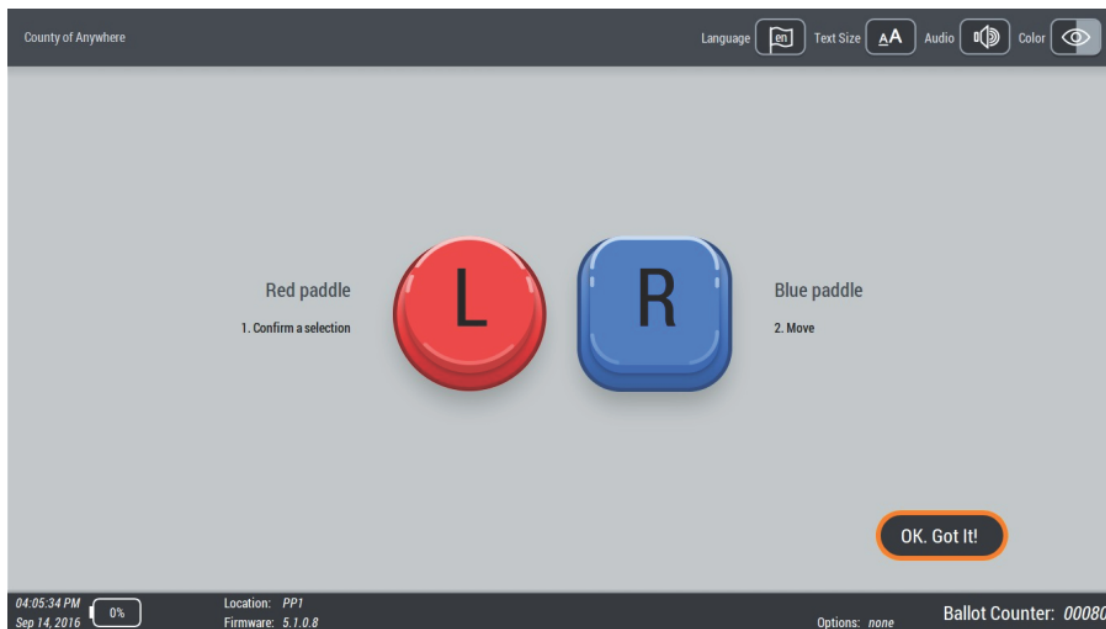 County of Anywhere
Language en Text Size AA Audio Color
L R
Red paddle
1. Confirm a selection
Blue paddle
2. Move
OK. Got It!
04:05:34 PM
Sep 14, 2016
0%
Location: PP1
Firmware: 5.1.0.8
Options: none
Ballot Counter: 00080